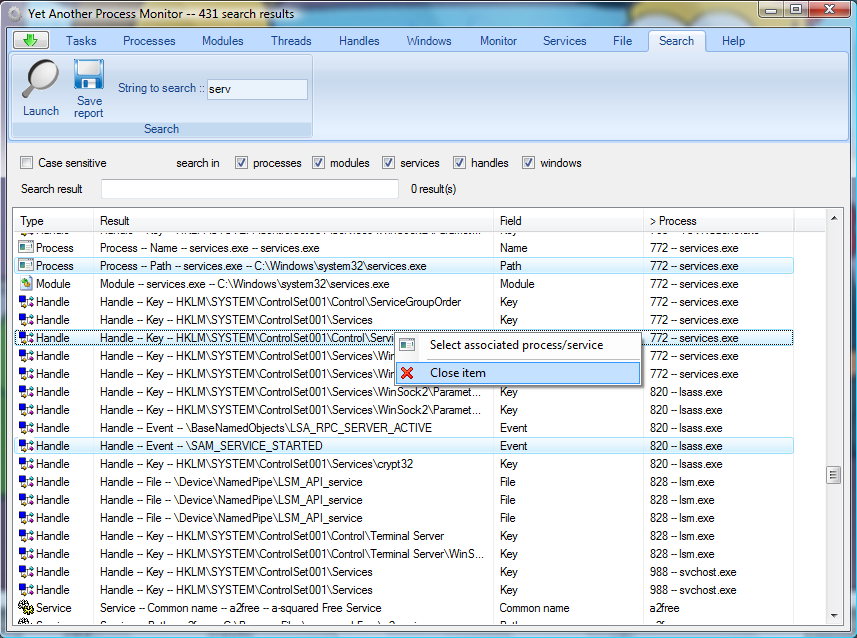 Yet Another Process Monitor -- 431 search results
Tasks Processes Modules Threads Handles Windows Monitor Services File Search Help
Launch Save report String to search :: serv
Search
Case sensitive search in processes modules services handles windows
Search result 0 result(s)
Type Result Field > Process
Process Process -- Name -- services.exe -- services.exe Name 772 -- services.exe
Process Process -- Path -- services.exe -- C:\Windows\system32\services.exe Path 772 -- services.exe
Module Module -- services.exe -- C:\Windows\system32\services.exe Module 772 -- services.exe
Handle Handle -- Key -- HKLM\SYSTEM\ControlSet001\Control\ServiceGroupOrder Key 772 -- services.exe
Handle Handle -- Key -- HKLM\SYSTEM\ControlSet001\Services Key 772 -- services.exe
Handle Handle -- Key -- HKLM\SYSTEM\ControlSet001\Control\Servi 772 -- services.exe
Select associated process/service
Handle Handle -- Key -- HKLM\SYSTEM\ControlSet001\Services\Win 772 -- services.exe
Close item
Handle Handle -- Key -- HKLM\SYSTEM\ControlSet001\Services\Win 772 -- services.exe
Handle Handle -- Key -- HKLM\SYSTEM\ControlSet001\Services\WinSock2\Paramet... Key 820 -- lsass.exe
Handle Handle -- Key -- HKLM\SYSTEM\ControlSet001\Services\WinSock2\Paramet... Key 820 -- lsass.exe
Handle Handle -- Event -- \BaseNamedObjects\LSA_RPC_SERVER_ACTIVE Event 820 -- lsass.exe
Handle Handle -- Event -- \SAM_SERVICE_STARTED Event 820 -- lsass.exe
Handle Handle -- Key -- HKLM\SYSTEM\ControlSet001\Services\crypt32 Key 820 -- lsass.exe
Handle Handle -- File -- \Device\NamedPipe\LSM_API_service File 828 -- lsm.exe
Handle Handle -- File -- \Device\NamedPipe\LSM_API_service File 828 -- lsm.exe
Handle Handle -- File -- \Device\NamedPipe\LSM_API_service File 828 -- lsm.exe
Handle Handle -- Key -- HKLM\SYSTEM\ControlSet001\Control\Terminal Server Key 828 -- lsm.exe
Handle Handle -- Key -- HKLM\SYSTEM\ControlSet001\Control\Terminal Server\WinS... Key 828 -- lsm.exe
Handle Handle -- Key -- HKLM\SYSTEM\ControlSet001\Services Key 988 -- svchost.exe
Handle Handle -- Key -- HKLM\SYSTEM\ControlSet001\Services Key 988 -- svchost.exe
Service Service -- Common name -- a2free -- a-squared Free Service Common name a2free